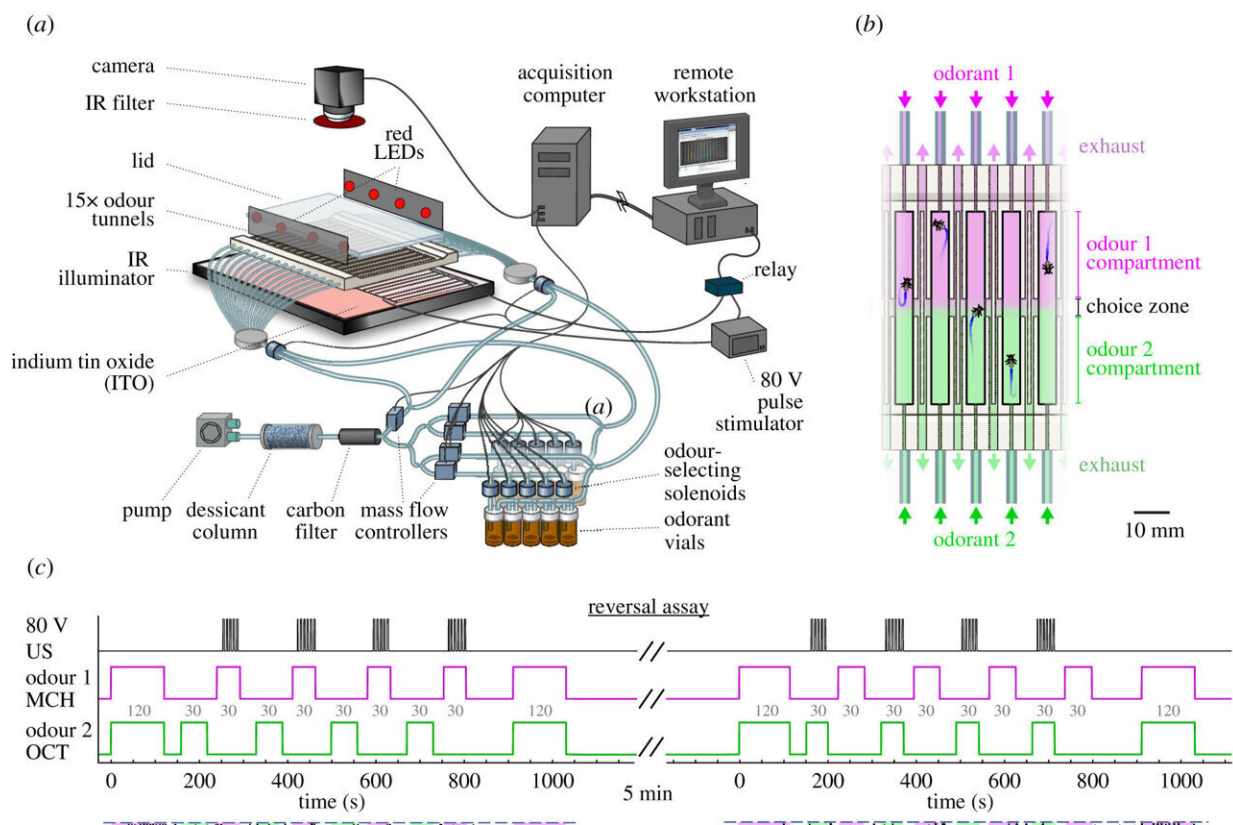 (a)
camera
IR filter
lid
15× odour
tunnels
IR
illuminator
indium tin oxide
(ITO)
red
LEDs
acquisition
computer
remote
workstation
relay
80 V
pulse
stimulator
(a)
odour-
selecting
solenoids
odorant
vials
pump
dessicant
column
carbon
filter
mass flow
controllers
(b)
odorant 1
exhaust
odour 1
compartment
choice zone
odour 2
compartment
exhaust
odorant 2
10 mm
(c)
reversal assay
80 V
US
odour 1
MCH
120 30 30 30 30 30 30 30 30 120
120 30 30 30 30 30 30 30 30 120
odour 2
OCT
0 200 400 600 800 1000
time (s)
5 min
0 200 400 600 800 1000
time (s)